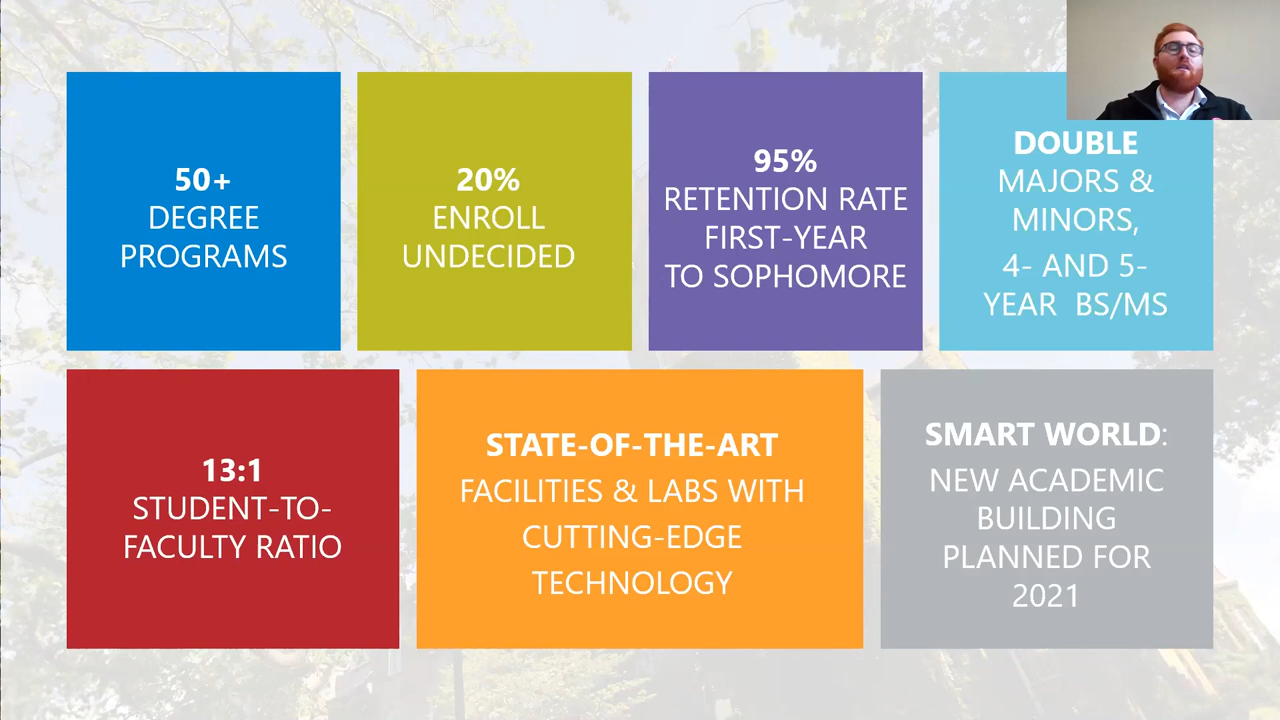 50+
DEGREE
PROGRAMS
20%
ENROLL
UNDECIDED
95%
RETENTION RATE
FIRST-YEAR
TO SOPHOMORE
DOUBLE
MAJORS &
MINORS,
4- AND 5-
YEAR BS/MS
13:1
STUDENT-TO-
FACULTY RATIO
STATE-OF-THE-ART
FACILITIES & LABS WITH
CUTTING-EDGE
TECHNOLOGY
SMART WORLD:
NEW ACADEMIC
BUILDING
PLANNED FOR
2021